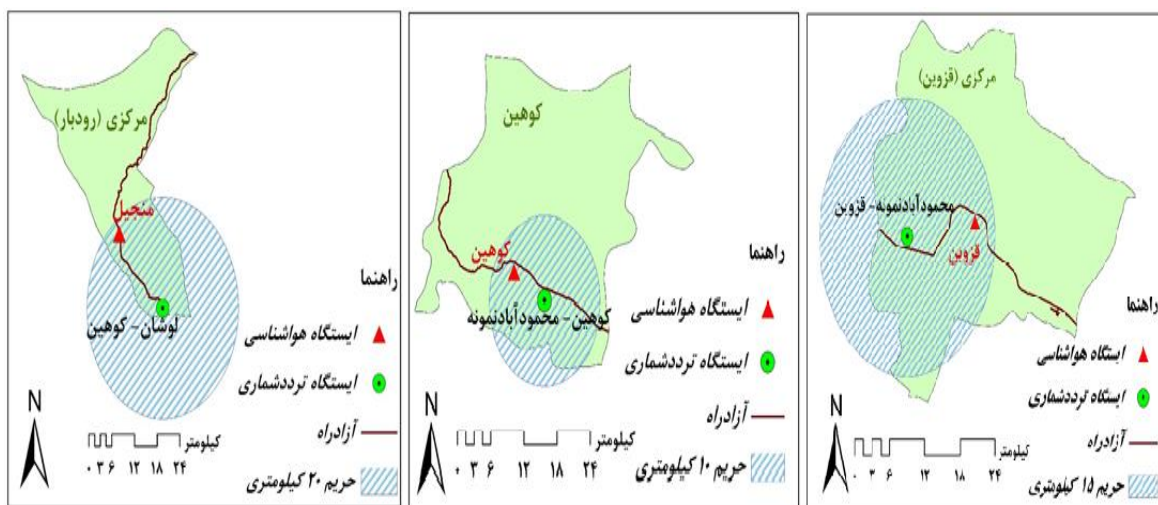 مرکزی (قزوین)
محمودآبادنمونه- قزوین
قزوین
راهنما
ایستگاه هواشناسی
ایستگاه ترددشماری
آزادراه
حریم ۱۵ کیلومتری
N
کیلومتر
۰ ۳ ۶ ۱۲ ۱۸ ۲۴
کوهین
کوهین
کوهین- محمودآبادنمونه
راهنما
ایستگاه هواشناسی
ایستگاه ترددشماری
آزادراه
حریم ۱۰ کیلومتری
N
کیلومتر
۰ ۳ ۶ ۱۲ ۱۸ ۲۴
مرکزی (رودبار)
منجیل
لوشان- کوهین
راهنما
ایستگاه هواشناسی
ایستگاه ترددشماری
آزادراه
حریم ۲۰ کیلومتری
N
کیلومتر
۰ ۳ ۶ ۱۲ ۱۸ ۲۴